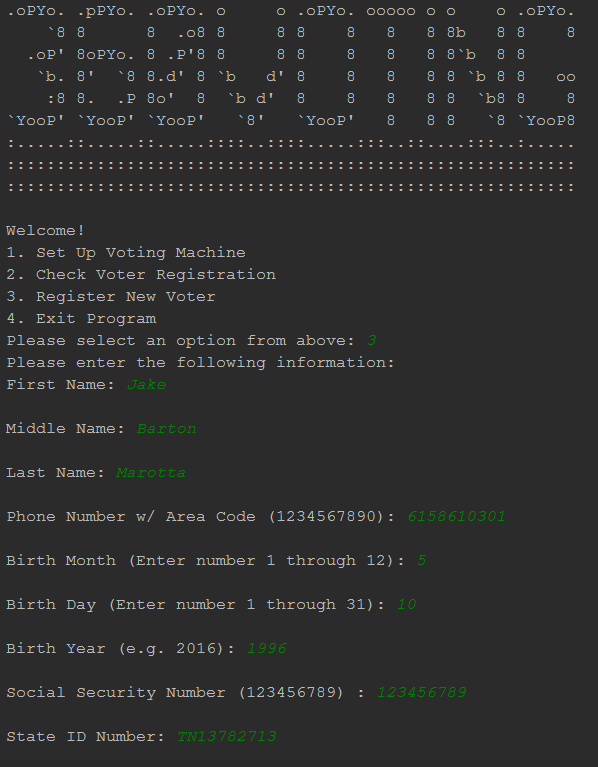 .oPYo. .pPYo. .oPYo. o     o .oPYo. ooooo o o    o .oPYo.
    `8 8      8  .o8 8     8 8    8   8   8 8b   8 8    8
  .oP' 8oPYo. 8 .P'8 8     8 8    8   8   8 8`b  8 8
   `b. 8'  `8 8.d' 8 `b   d' 8    8   8   8 8 `b 8 8   oo
    :8 8.  .P 8o'  8  `b d'  8    8   8   8 8  `b8 8    8
`YooP' `YooP' `YooP'   `8'   `YooP'   8   8 8   `8 `YooP8
:.....::.....::.....::::..::::.....:::..::..:::..:.....
:::::::::::::::::::::::::::::::::::::::::::::::::::::::::
:::::::::::::::::::::::::::::::::::::::::::::::::::::::::
Welcome!
1. Set Up Voting Machine
2. Check Voter Registration
3. Register New Voter
4. Exit Program
Please select an option from above: 3
Please enter the following information:
First Name: Jake
Middle Name: Barton
Last Name: Marotta
Phone Number w/ Area Code (1234567890): 6158610301
Birth Month (Enter number 1 through 12): 5
Birth Day (Enter number 1 through 31): 10
Birth Year (e.g. 2016): 1996
Social Security Number (123456789) : 123456789
State ID Number: TN13782713